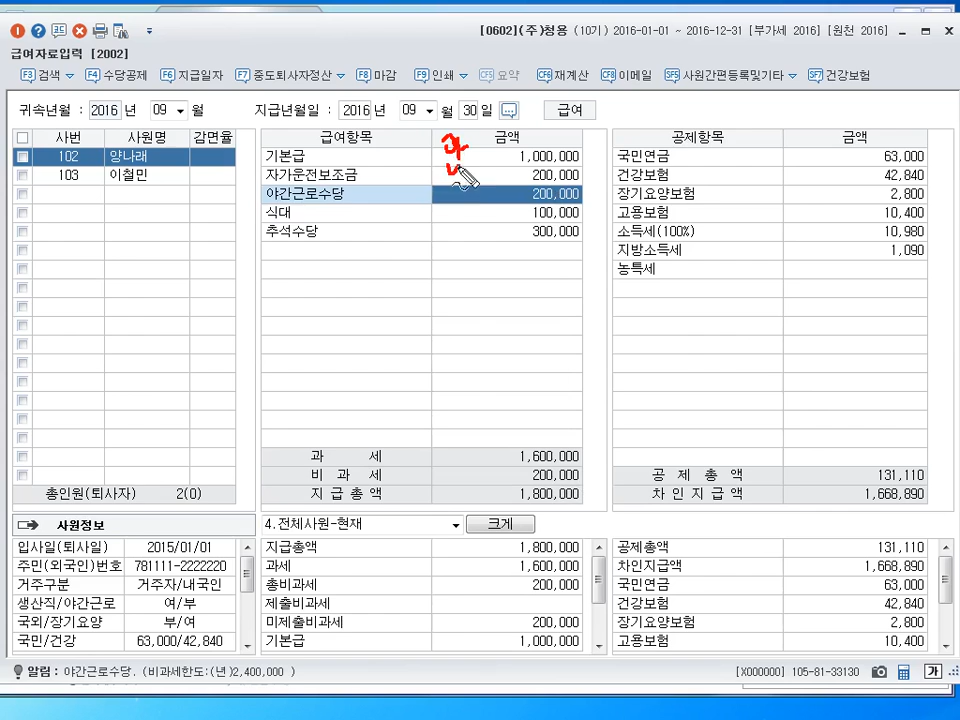 [0602](주)청용 (10기) 2016-01-01 ~ 2016-12-31 [부가세 2016] [원천 2016]
급여자료입력 [2002]
F3 검색 F4 수당공제 F6 지급일자 F7 중도퇴사자정산 F8 마감 F9 인쇄 CF5 요약 CF6 재계산 CF8 이메일 SF5 사원간편등록및기타 SF7 건강보험
귀속년월 : 2016 년 09 월 지급년월일 : 2016 년 09 월 30 일 급여
사번 사원명 감면율 급여항목 금액 공제항목 금액
102 양나래 기본급 1,000,000 국민연금 63,000
103 이철민 자가운전보조금 200,000 건강보험 42,840
야간근로수당 200,000 장기요양보험 2,800
식대 100,000 고용보험 10,400
추석수당 300,000 소득세(100%) 10,980
지방소득세 1,090
농특세
과 세 1,600,000
비 과 세 200,000 공 제 총 액 131,110
총인원(퇴사자) 2(0) 지 급 총 액 1,800,000 차 인 지 급 액 1,668,890
사원정보 4.전체사원-현재 크게
입사일(퇴사일) 2015/01/01 지급총액 1,800,000 공제총액 131,110
주민(외국인)번호 781111-2222220 과세 1,600,000 차인지급액 1,668,890
거주구분 거주자/내국인 총비과세 200,000 국민연금 63,000
생산직/야간근로 여/부 제출비과세 건강보험 42,840
국외/장기요양 부/여 미제출비과세 200,000 장기요양보험 2,800
국민/건강 63,000/42,840 기본급 1,000,000 고용보험 10,400
알림 : 야간근로수당. (비과세한도:(년)2,400,000 ) [X000000] 105-81-33130 가